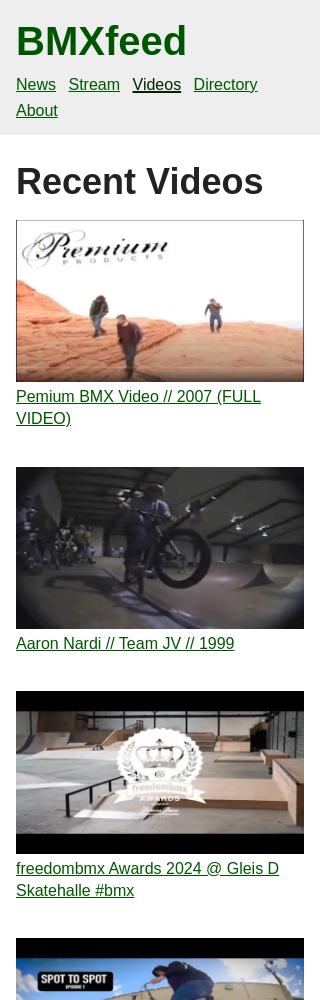 BMXfeed
News Stream Videos Directory
About
Recent Videos
Premium
PRODUCTS
Pemium BMX Video // 2007 (FULL
VIDEO)
Aaron Nardi // Team JV // 1999
freedombmx
AWARDS
freedombmx Awards 2024 @ Gleis D
Skatehalle #bmx
SPOT TO SPOT
EPISODE 1